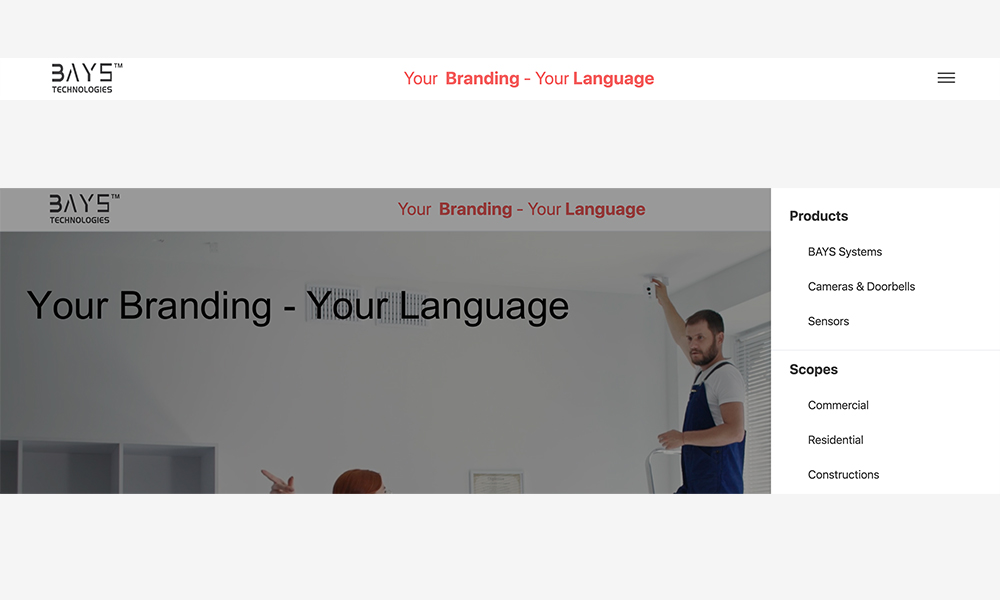 BAYS™
TECHNOLOGIES
Your Branding - Your Language
BAYS™
TECHNOLOGIES
Your Branding - Your Language
Your Branding - Your Language
Products
BAYS Systems
Cameras & Doorbells
Sensors
Scopes
Commercial
Residential
Constructions